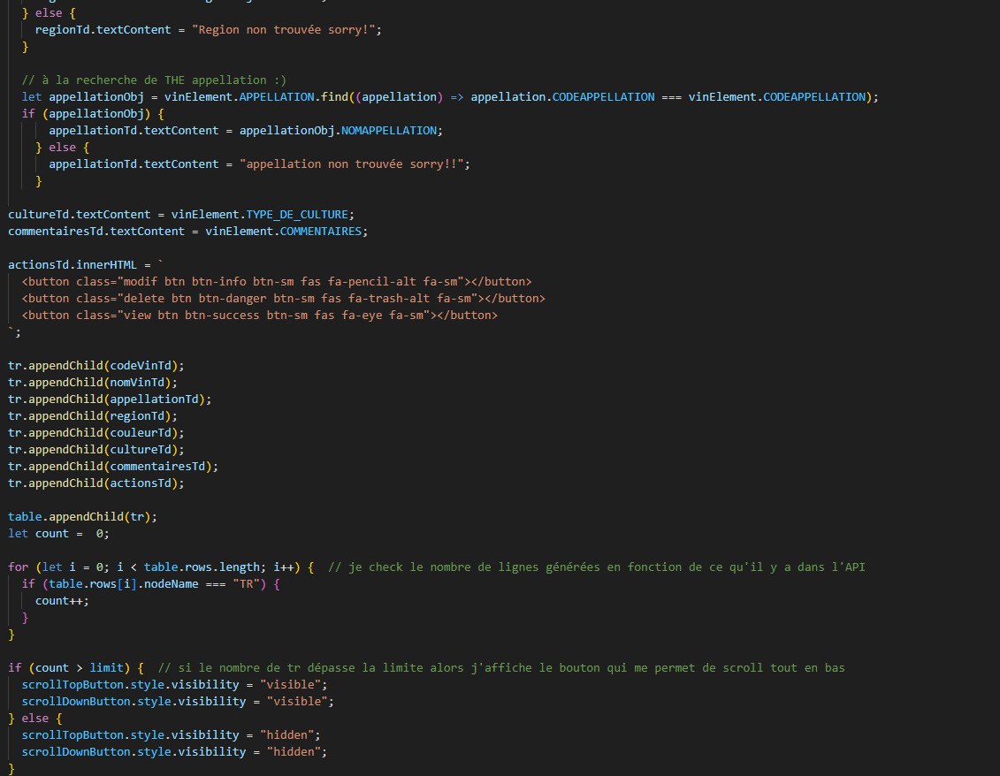 } else {
regionTd.textContent = "Region non trouvée sorry!";
}
// à la recherche de THE appellation :)
let appellationObj = vinElement.APPELLATION.find((appellation) => appellation.CODEAPPELLATION === vinElement.CODEAPPELLATION);
if (appellationObj) {
appellationTd.textContent = appellationObj.NOMAPPELLATION;
} else {
appellationTd.textContent = "appellation non trouvée sorry!!";
}
cultureTd.textContent = vinElement.TYPE_DE_CULTURE;
commentairesTd.textContent = vinElement.COMMENTAIRES;
actionsTd.innerHTML = `
<button class="modif btn btn-info btn-sm fas fa-pencil-alt fa-sm"></button>
<button class="delete btn btn-danger btn-sm fas fa-trash-alt fa-sm"></button>
<button class="view btn btn-success btn-sm fas fa-eye fa-sm"></button>
`;
tr.appendChild(codeVinTd);
tr.appendChild(nomVinTd);
tr.appendChild(appellationTd);
tr.appendChild(regionTd);
tr.appendChild(couleurTd);
tr.appendChild(cultureTd);
tr.appendChild(commentairesTd);
tr.appendChild(actionsTd);
table.appendChild(tr);
let count =  0;
for (let i = 0; i < table.rows.length; i++) {  // je check le nombre de lignes générées en fonction de ce qu'il y a dans l'API
if (table.rows[i].nodeName === "TR") {
count++;
}
}
if (count > limit) {  // si le nombre de tr dépasse la limite alors j'affiche le bouton qui me permet de scroll tout en bas
scrollTopButton.style.visibility = "visible";
scrollDownButton.style.visibility = "visible";
} else {
scrollTopButton.style.visibility = "hidden";
scrollDownButton.style.visibility = "hidden";
}